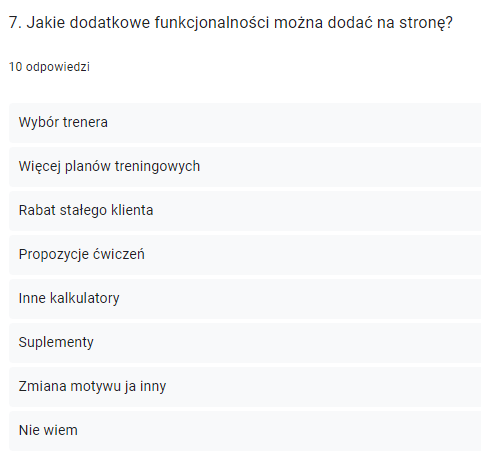 7. Jakie dodatkowe funkcjonalności można dodać na stronę?
10 odpowiedzi
Wybór trenera
Więcej planów treningowych
Rabat stałego klienta
Propozycje ćwiczeń
Inne kalkulatory
Suplementy
Zmiana motywu ja inny
Nie wiem